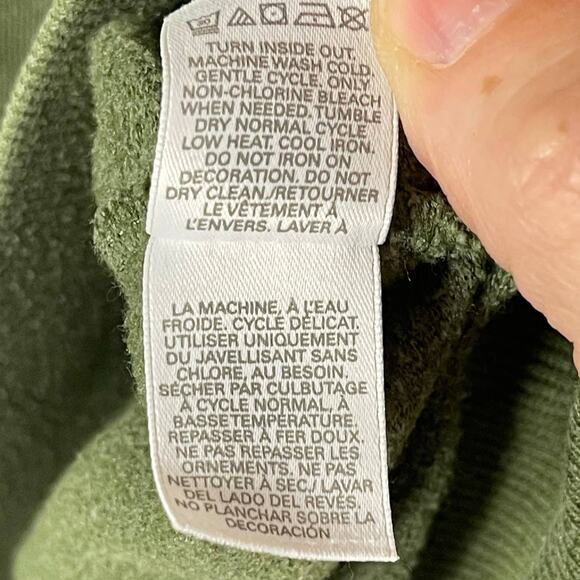 30
TURN INSIDE OUT.
MACHINE WASH COLD.
GENTLE CYCLE. ONLY
NON-CHLORINE BLEACH
WHEN NEEDED. TUMBLE
DRY NORMAL CYCLE
LOW HEAT. COOL IRON.
DO NOT IRON ON
DECORATION. DO NOT
DRY CLEAN./RETOURNER
LE VÊTEMENT À
L'ENVERS. LAVER À
LA MACHINE, À L'EAU
FROIDE. CYCLE DÉLICAT.
UTILISER UNIQUEMENT
DU JAVELLISANT SANS
CHLORE, AU BESOIN.
SÉCHER PAR CULBUTAGE
À CYCLE NORMAL, À
BASSE TEMPÉRATURE.
REPASSER À FER DOUX.
NE PAS REPASSER LES
ORNEMENTS. NE PAS
NETTOYER À SEC/LAVAR
DEL LADO DEL REVÉS.
NO PLANCHAR SOBRE LA
DECORACIÓN